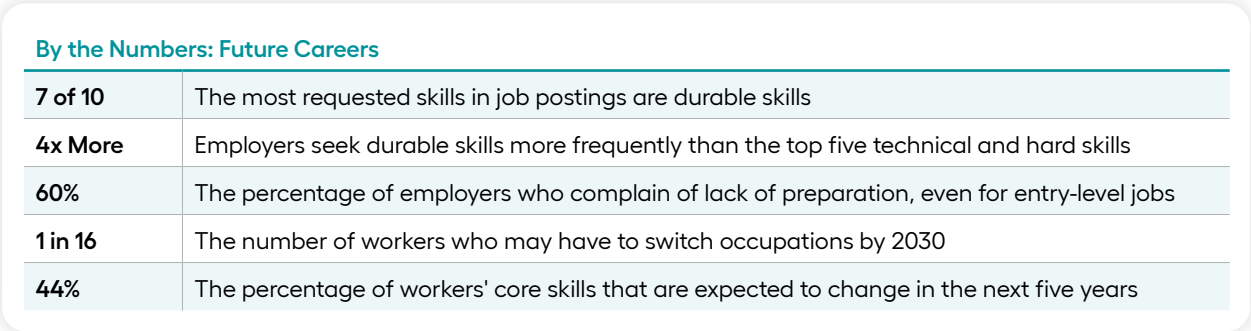 By the Numbers: Future Careers
7 of 10 The most requested skills in job postings are durable skills
4x More Employers seek durable skills more frequently than the top five technical and hard skills
60% The percentage of employers who complain of lack of preparation, even for entry-level jobs
1 in 16 The number of workers who may have to switch occupations by 2030
44% The percentage of workers' core skills that are expected to change in the next five years